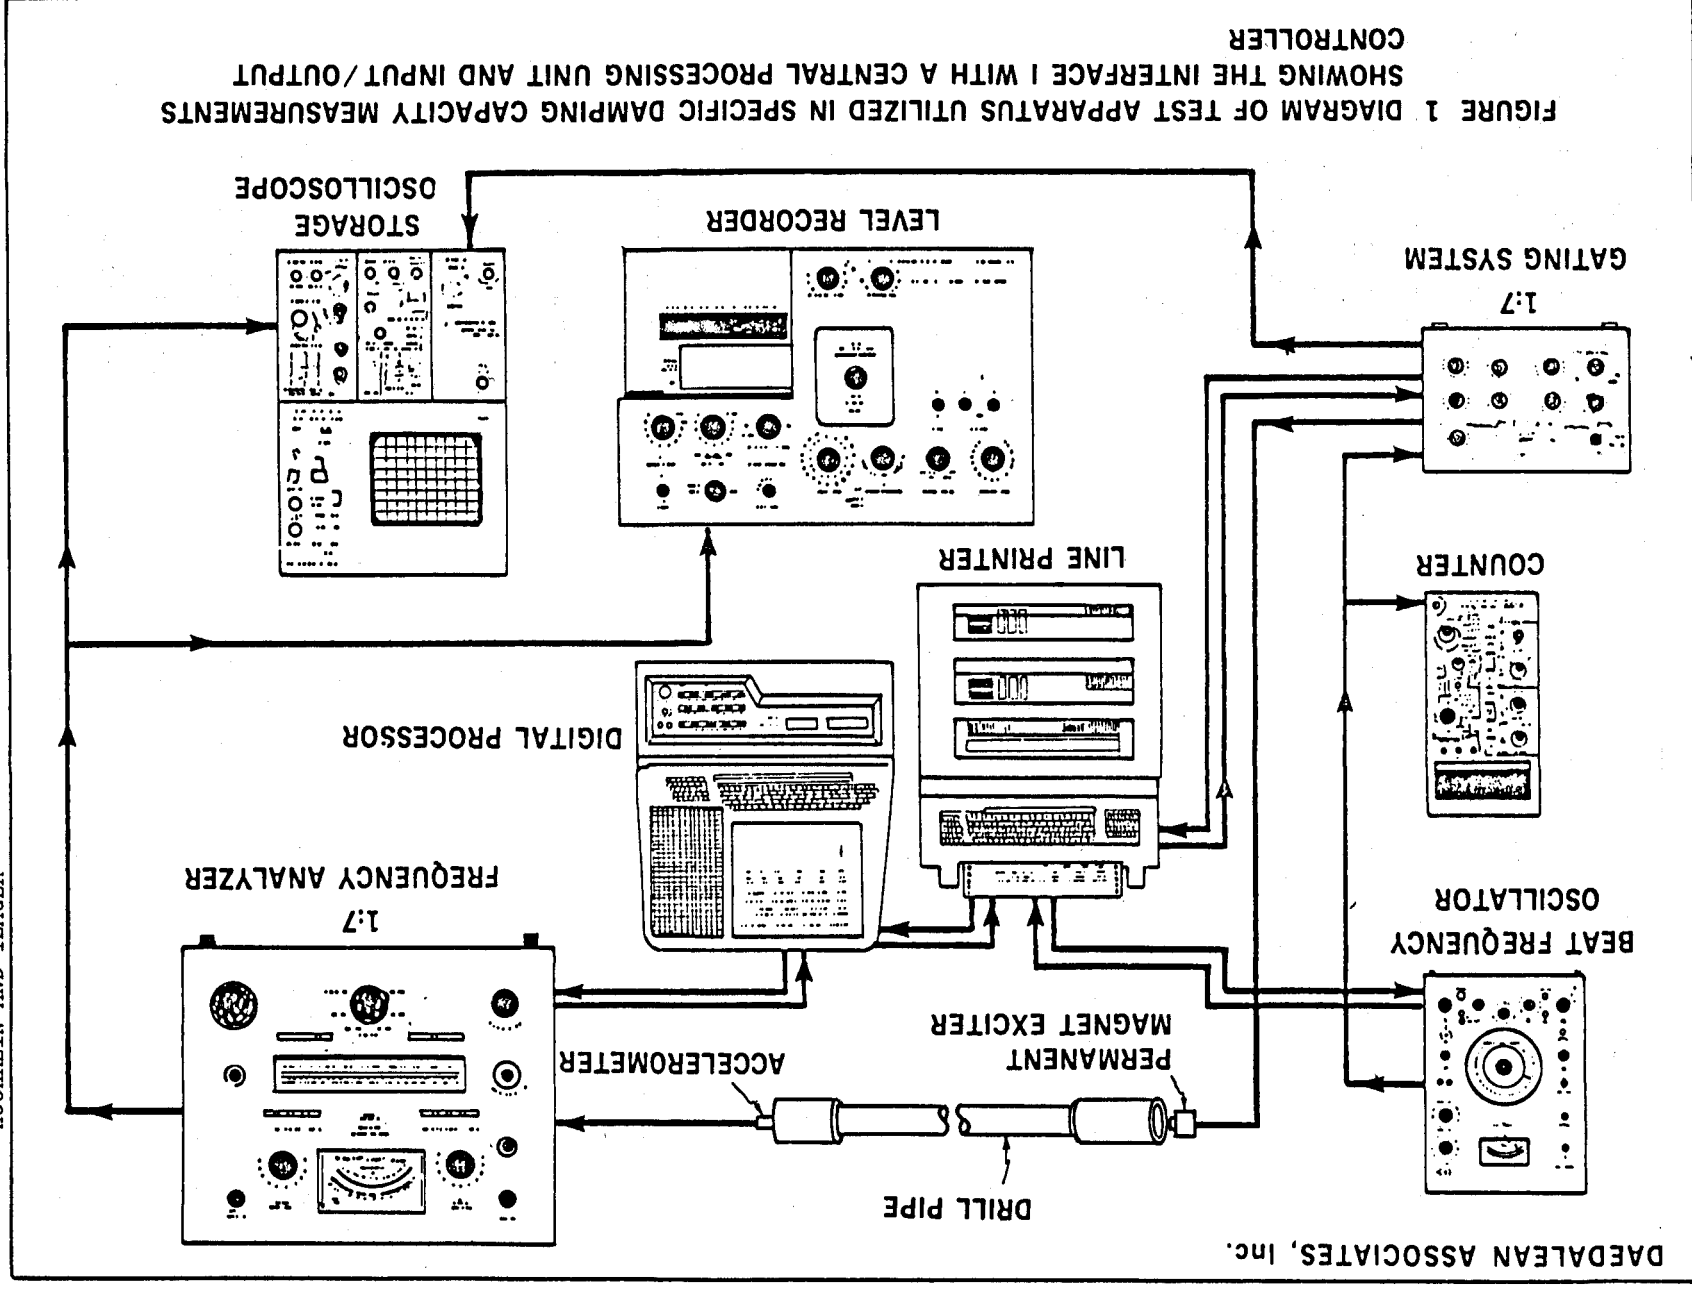 DAEDALEAN ASSOCIATES, Inc.
DRILL PIPE
PERMANENT
MAGNET EXCITER
ACCELEROMETER
BEAT FREQUENCY
OSCILLATOR
1:7
FREQUENCY ANALYZER
DIGITAL PROCESSOR
COUNTER
LINE PRINTER
1:7
GATING SYSTEM
LEVEL RECORDER
STORAGE
OSCILLOSCOPE
FIGURE 1 DIAGRAM OF TEST APPARATUS UTILIZED IN SPECIFIC DAMPING CAPACITY MEASUREMENTS
SHOWING THE INTERFACE I WITH A CENTRAL PROCESSING UNIT AND INPUT/OUTPUT
CONTROLLER